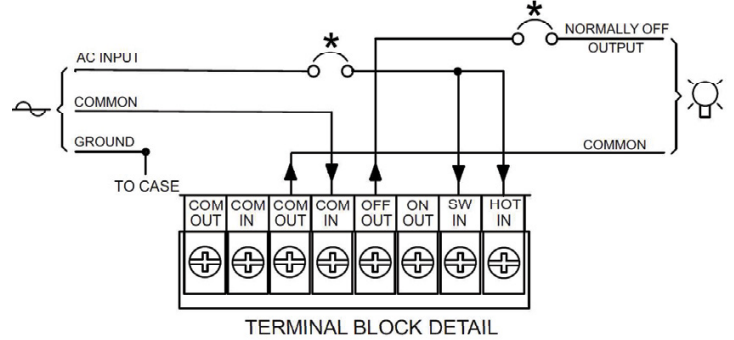 *
NORMALLY OFF
OUTPUT
AC INPUT
*
COMMON
GROUND
COMMON
TO CASE
COM OUT
COM IN
COM OUT
COM IN
OFF OUT
ON OUT
SW IN
HOT IN
TERMINAL BLOCK DETAIL